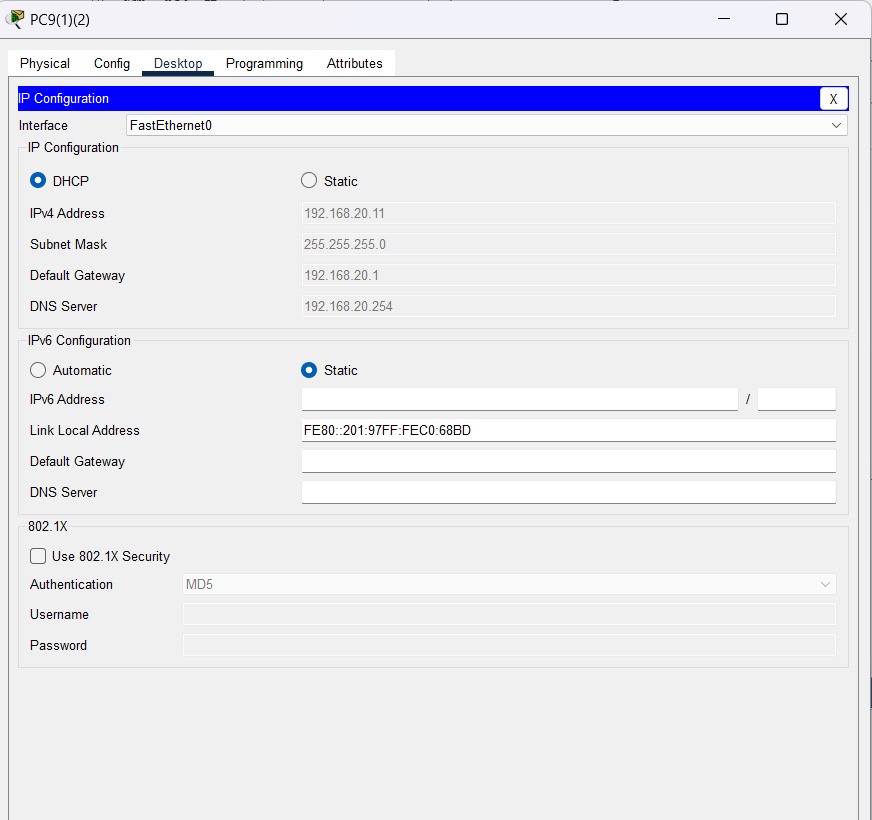 PC9(1)(2)
Physical Config Desktop Programming Attributes
IP Configuration X
Interface FastEthernet0
IP Configuration
DHCP Static
IPv4 Address 192.168.20.11
Subnet Mask 255.255.255.0
Default Gateway 192.168.20.1
DNS Server 192.168.20.254
IPv6 Configuration
Automatic Static
IPv6 Address /
Link Local Address FE80::201:97FF:FEC0:68BD
Default Gateway
DNS Server
802.1X
Use 802.1X Security
Authentication MD5
Username
Password